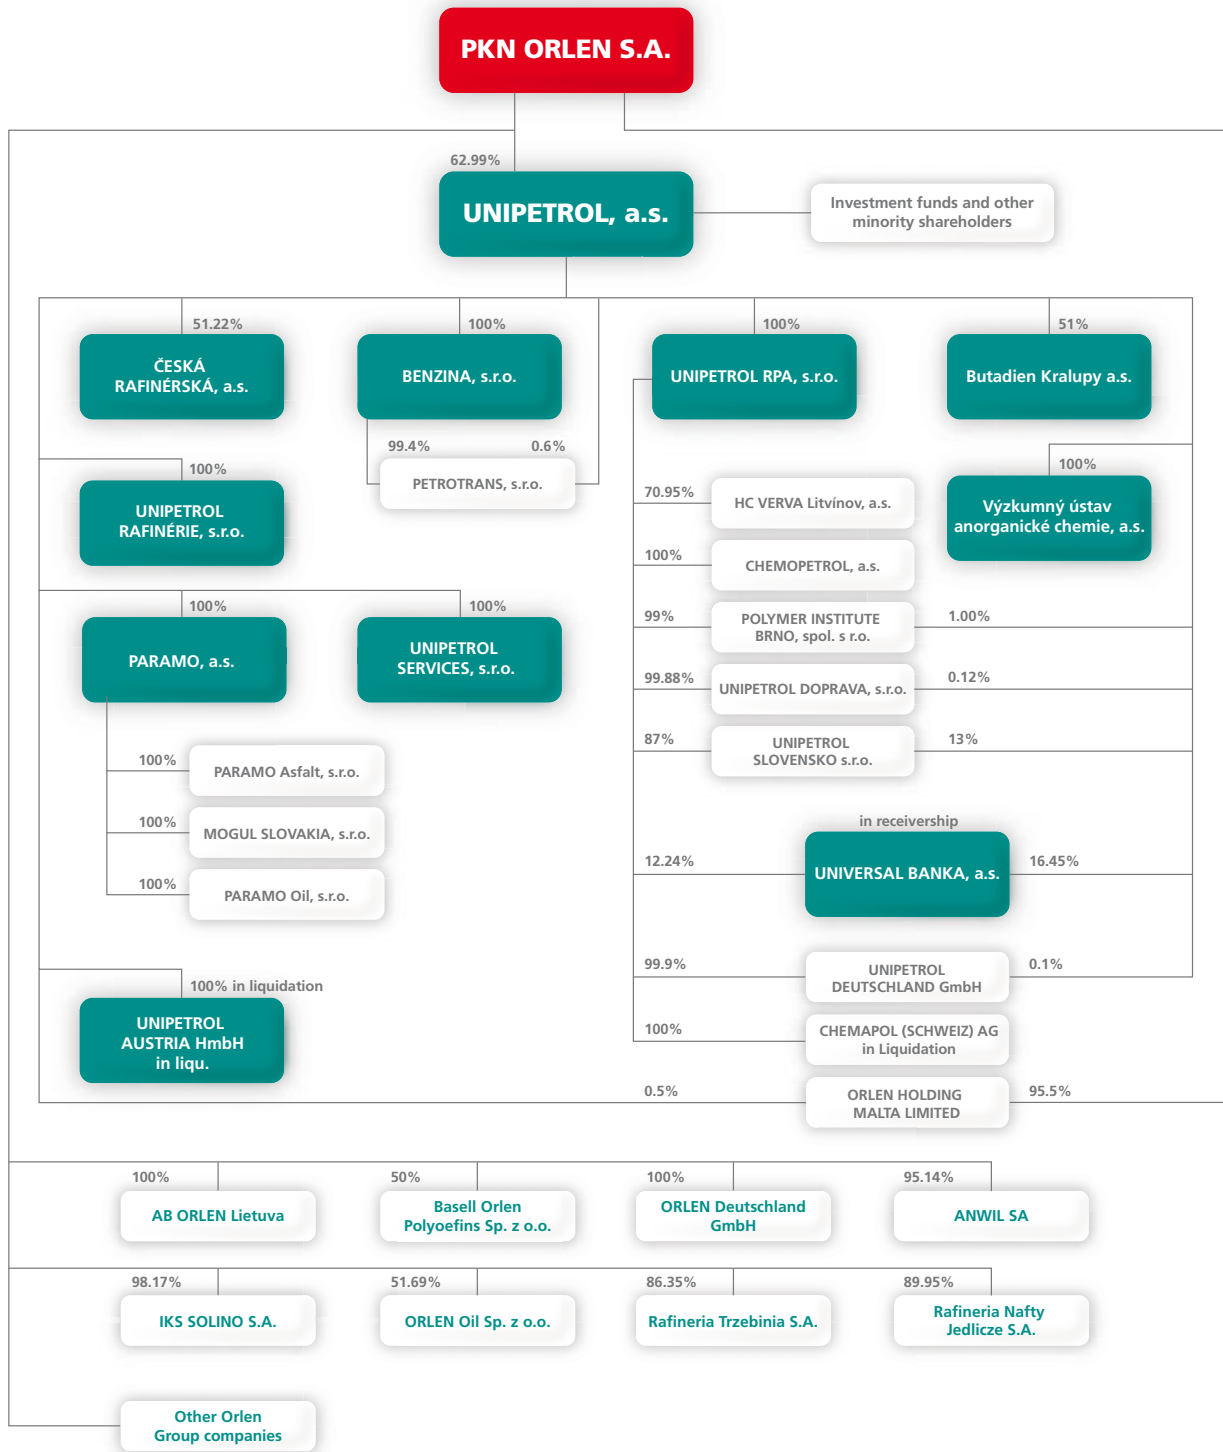 PKN ORLEN S.A.
62.99%
UNIPETROL, a.s.
Investment funds and other
minority shareholders
51.22%
100%
100%
51%
ČESKÁ
RAFINÉRSKÁ, a.s.
BENZINA, s.r.o.
UNIPETROL RPA, s.r.o.
Butadien Kralupy a.s.
99.4%
0.6%
PETROTRANS, s.r.o.
100%
UNIPETROL
RAFINÉRIE, s.r.o.
70.95%
HC VERVA Litvínov, a.s.
100%
Výzkumný ústav
anorganické chemie, a.s.
100%
CHEMOPETROL, a.s.
100%
PARAMO, a.s.
100%
UNIPETROL
SERVICES, s.r.o.
99%
POLYMER INSTITUTE
BRNO, spol. s r.o.
1.00%
99.88%
UNIPETROL DOPRAVA, s.r.o.
0.12%
87%
UNIPETROL
SLOVENSKO s.r.o.
13%
100%
PARAMO Asfalt, s.r.o.
100%
MOGUL SLOVAKIA, s.r.o.
100%
PARAMO Oil, s.r.o.
in receivership
12.24%
UNIVERSAL BANKA, a.s.
16.45%
99.9%
UNIPETROL
DEUTSCHLAND GmbH
0.1%
100% in liquidation
UNIPETROL
AUSTRIA HmbH
in liqu.
100%
CHEMAPOL (SCHWEIZ) AG
in Liquidation
0.5%
ORLEN HOLDING
MALTA LIMITED
95.5%
100%
50%
100%
95.14%
AB ORLEN Lietuva
Basell Orlen
Polyoefins Sp. z o.o.
ORLEN Deutschland
GmbH
ANWIL SA
98.17%
51.69%
86.35%
89.95%
IKS SOLINO S.A.
ORLEN Oil Sp. z o.o.
Rafineria Trzebinia S.A.
Rafineria Nafty
Jedlicze S.A.
Other Orlen
Group companies